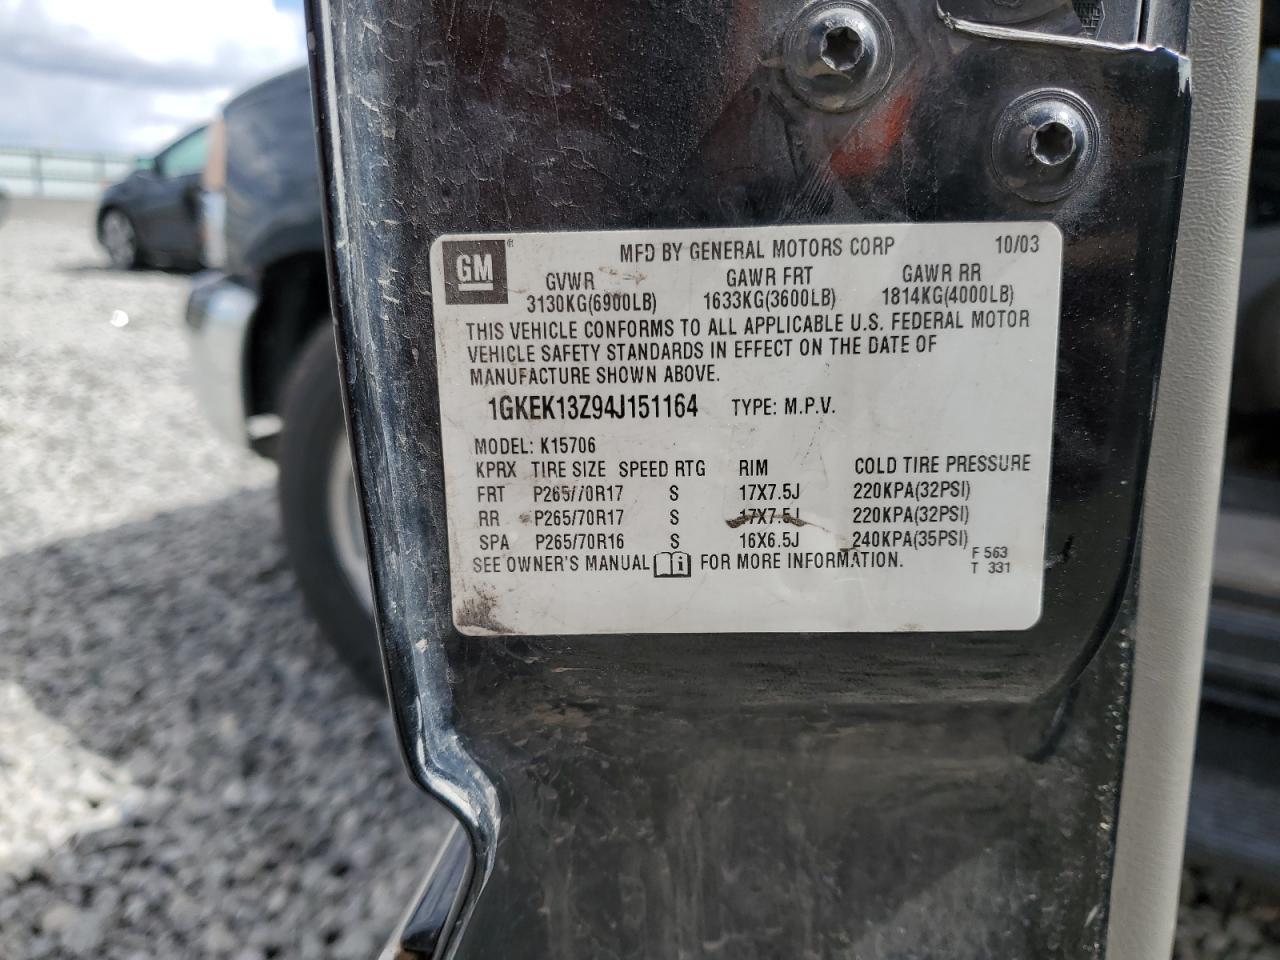 GM ® MFD BY GENERAL MOTORS CORP 10/03
GVWR GAWR FRT GAWR RR
3130KG(6900LB) 1633KG(3600LB) 1814KG(4000LB)
THIS VEHICLE CONFORMS TO ALL APPLICABLE U.S. FEDERAL MOTOR
VEHICLE SAFETY STANDARDS IN EFFECT ON THE DATE OF
MANUFACTURE SHOWN ABOVE.
1GKEK13Z94J151164 TYPE: M.P.V.
MODEL: K15706
KPRX TIRE SIZE SPEED RTG RIM COLD TIRE PRESSURE
FRT P265/70R17 S 17X7.5J 220KPA(32PSI)
RR P265/70R17 S 17X7.5J 220KPA(32PSI)
SPA P265/70R16 S 16X6.5J 240KPA(35PSI)
SEE OWNER'S MANUAL i FOR MORE INFORMATION.
F 563
T 331